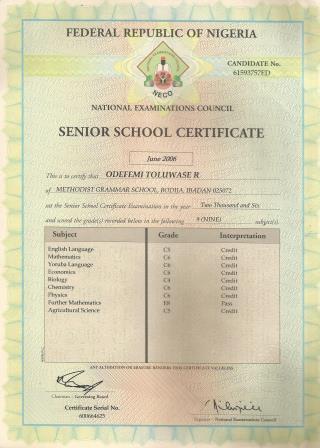 FEDERAL REPUBLIC OF NIGERIA
CANDIDATE No.
61593757ED
NECO
NATIONAL EXAMINATIONS COUNCIL
SENIOR SCHOOL CERTIFICATE
June 2006
This is to certify that ODEFEMI TOLUWASE R
of METHODIST GRAMMAR SCHOOL, BODIJA, IBADAN 025072
sat the Senior School Certificate Examination in the year Two Thousand and Six
and scored the grade(s) recorded below in the following 9 (NINE) subject(s).
Subject Grade Interpretation
English Language C5 Credit
Mathematics C6 Credit
Yoruba Language C6 Credit
Economics C6 Credit
Biology C4 Credit
Chemistry C6 Credit
Physics C6 Credit
Further Mathematics E8 Pass
Agricultural Science C5 Credit
ANY ALTERATION OR ERASURE RENDERS THIS CERTIFICATE VALUELESS.
Chairman - Governing Board
Certificate Serial No.
Registrar - National Examinations Council